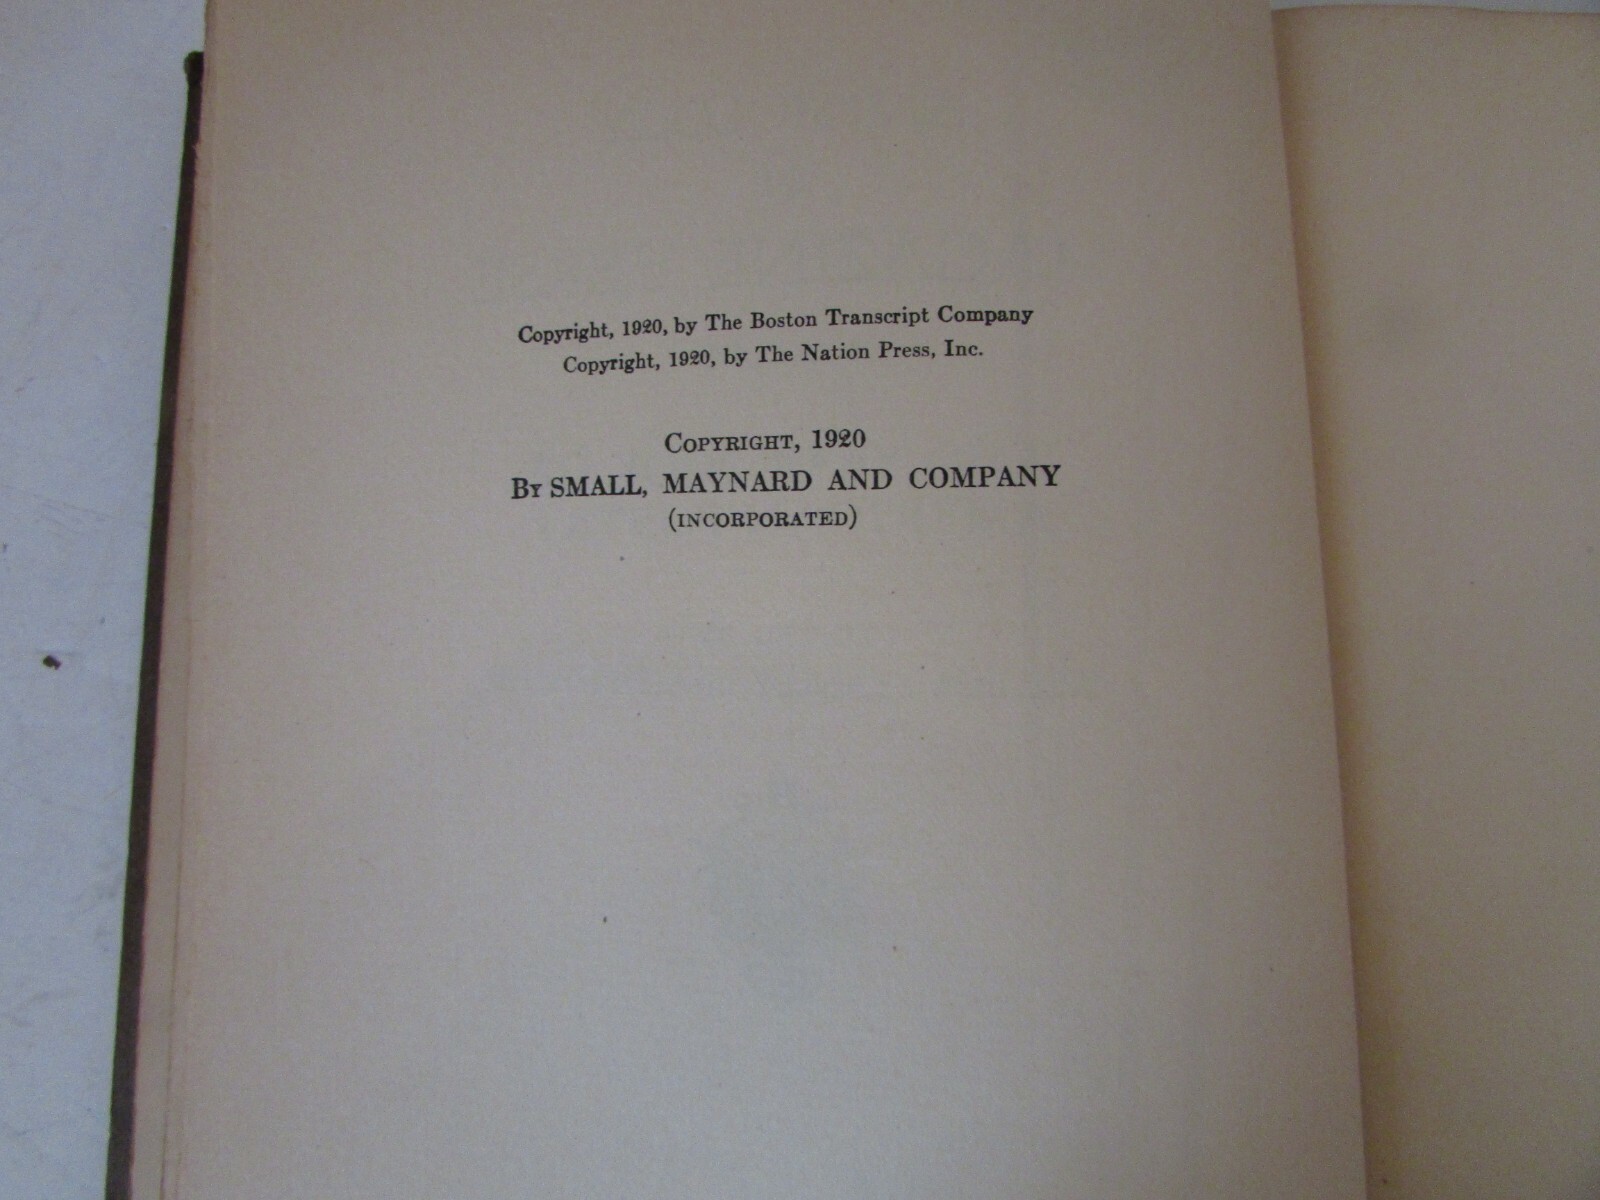 Copyright, 1920, by The Boston Transcript Company
Copyright, 1920, by The Nation Press, Inc.
Copyright, 1920
By SMALL, MAYNARD AND COMPANY
(INCORPORATED)